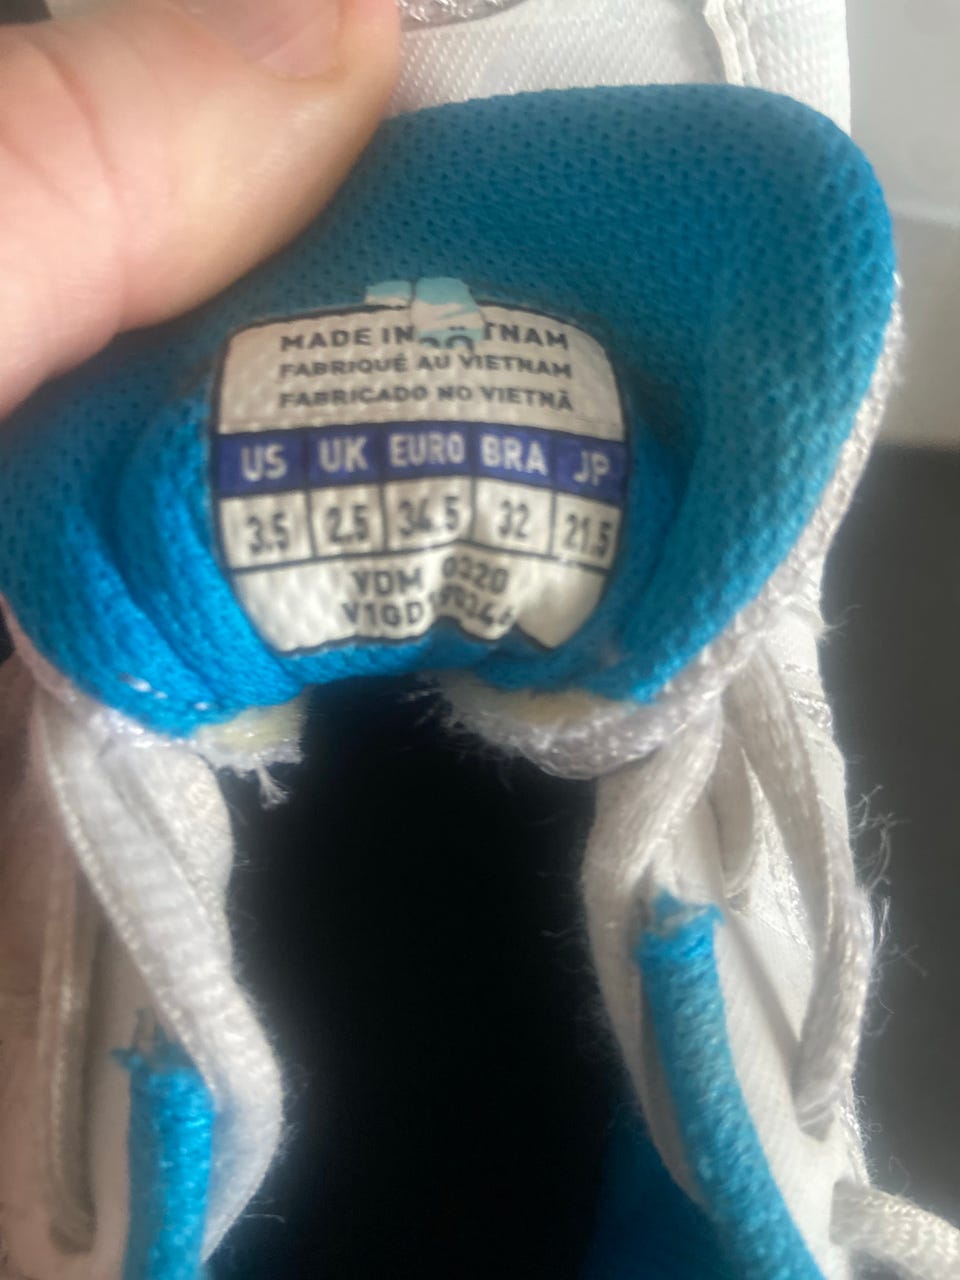 MADE IN TNAM
FABRIQUÉ AU VIETNAM
FABRICADO NO VIETNÃ
US UK EURO BRA JP
3.5 2.5 34.5 32 21.5
VDM 0320